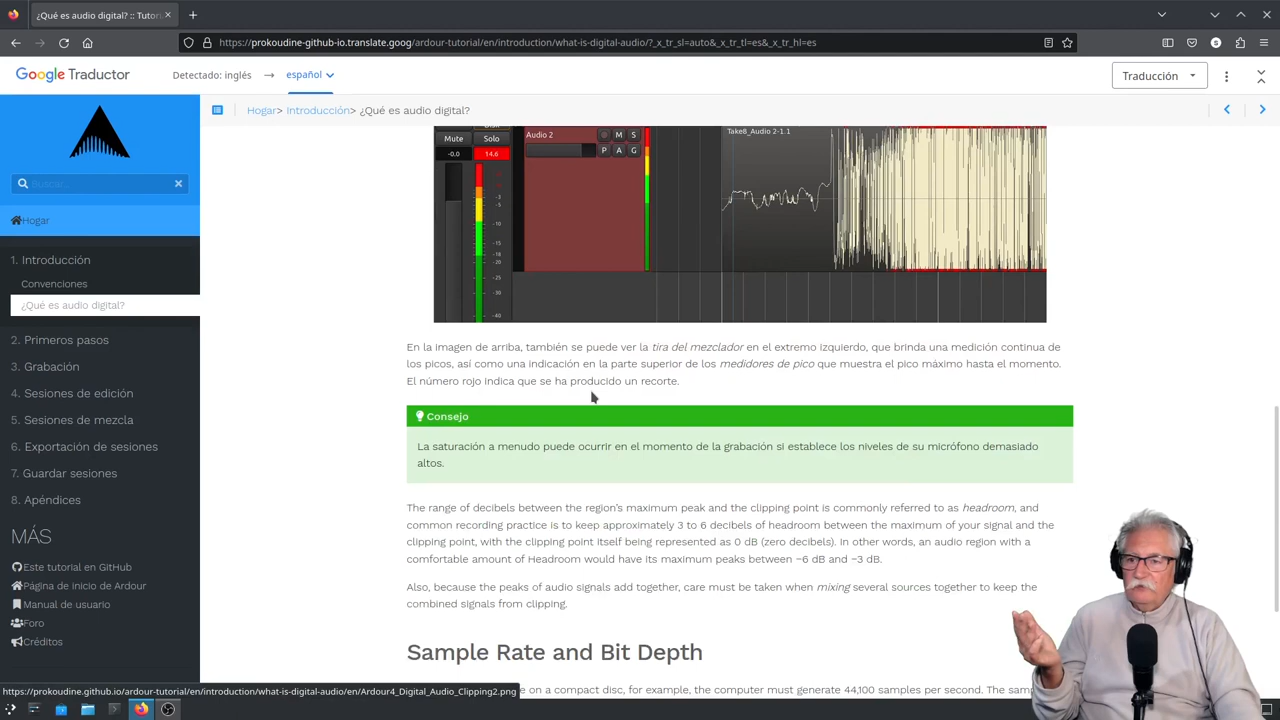 ¿Qué es audio digital? :: Tutori
https://prokoudine-github-io.translate.goog/ardour-tutorial/en/introduction/what-is-digital-audio/?_x_tr_sl=auto&_x_tr_tl=es&_x_tr_hl=es
Google Traductor
Detectado: inglés → español
Traducción
Hogar> Introducción> ¿Qué es audio digital?
Buscar...
Hogar
1. Introducción
Convenciones
¿Qué es audio digital?
2. Primeros pasos
3. Grabación
4. Sesiones de edición
5. Sesiones de mezcla
6. Exportación de sesiones
7. Guardar sesiones
8. Apéndices
MÁS
Este tutorial en GitHub
Página de inicio de Ardour
Manual de usuario
Foro
Créditos
Mute Solo
-0.0 14.6
-3
-5
-10
-15
-18
-20
-25
-30
-40
Audio 2
M S
P A G
Take8_Audio 2-1.1
En la imagen de arriba, también se puede ver la tira del mezclador en el extremo izquierdo, que brinda una medición continua de
los picos, así como una indicación en la parte superior de los medidores de pico que muestra el pico máximo hasta el momento.
El número rojo indica que se ha producido un recorte.
Consejo
La saturación a menudo puede ocurrir en el momento de la grabación si establece los niveles de su micrófono demasiado
altos.
The range of decibels between the region's maximum peak and the clipping point is commonly referred to as headroom, and
common recording practice is to keep approximately 3 to 6 decibels of headroom between the maximum of your signal and the
clipping point, with the clipping point itself being represented as 0 dB (zero decibels). In other words, an audio region with a
comfortable amount of Headroom would have its maximum peaks between −6 dB and −3 dB.
Also, because the peaks of audio signals add together, care must be taken when mixing several sources together to keep the
combined signals from clipping.
Sample Rate and Bit Depth
e on a compact disc, for example, the computer must generate 44,100 samples per second. The samp
https://prokoudine.github.io/ardour-tutorial/en/introduction/what-is-digital-audio/en/Ardour4_Digital_Audio_Clipping2.png